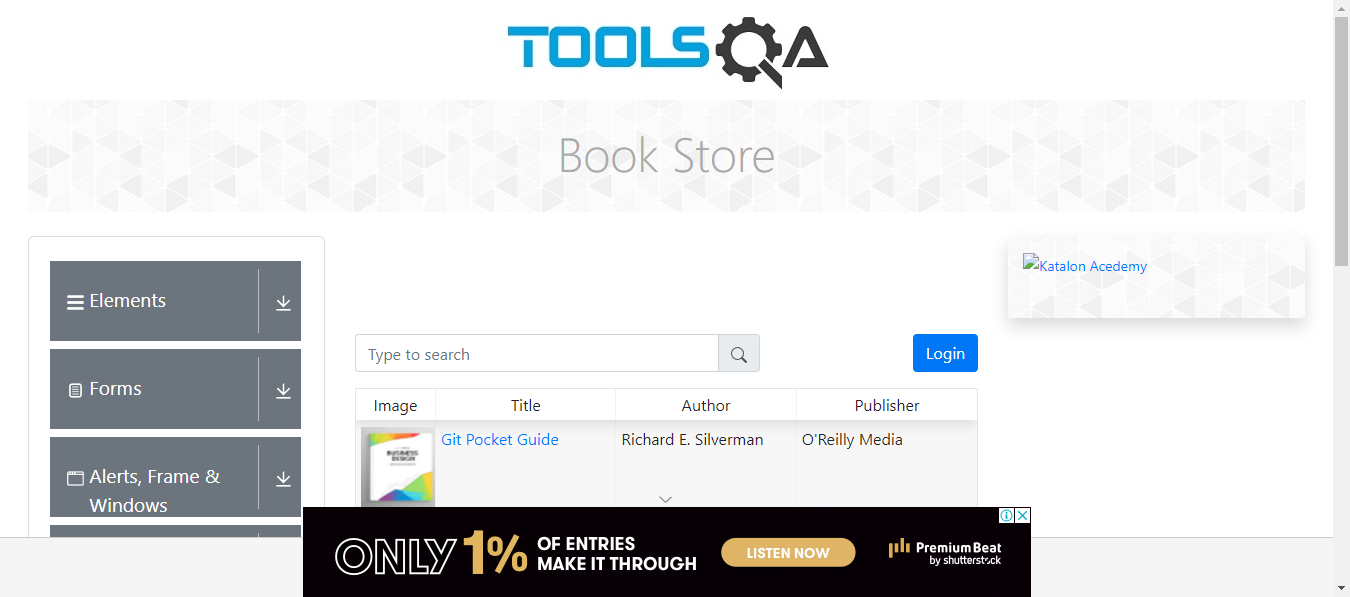 TOOLSQA
Book Store
Elements
Forms
Alerts, Frame &
Windows
Katalon Acedemy
Type to search
Login
Image Title Author Publisher
BUSINESS
DESIGN
Git Pocket Guide Richard E. Silverman O'Reilly Media
ONLY 1% OF ENTRIES
MAKE IT THROUGH
LISTEN NOW
PremiumBeat
by shutterstock